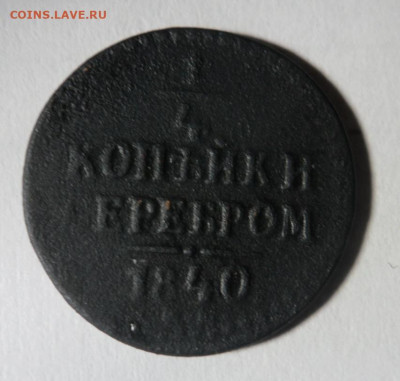 COINS.LAVE.RU
1
4.
КОПѢЙКИ
СЕРЕБРОМ
1840